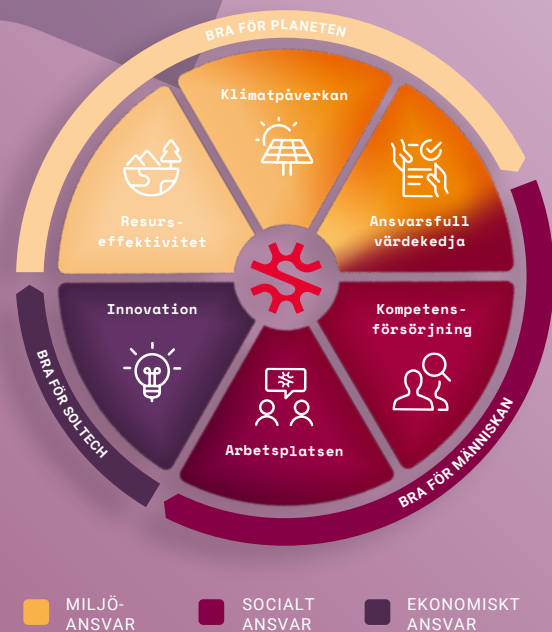 BRA FÖR PLANETEN
Klimatpåverkan
Resurs-
effektivitet
Ansvarsfull
värdekedja
Innovation
Kompetens-
försörjning
Arbetsplatsen
BRA FÖR SOLTECH
BRA FÖR MÄNNISKAN
MILJÖ-
ANSVAR
SOCIALT
ANSVAR
EKONOMISKT
ANSVAR